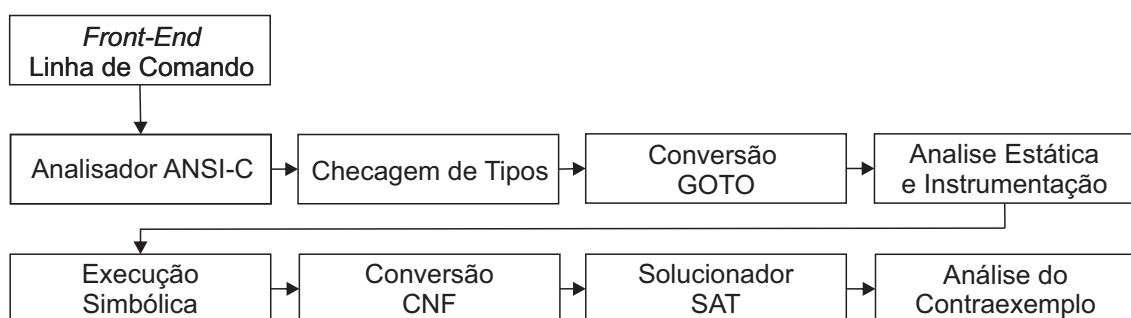 Front-End
Linha de Comando
Analisador ANSI-C
Checagem de Tipos
Conversão
GOTO
Analise Estática
e Instrumentação
Execução
Simbólica
Conversão
CNF
Solucionador
SAT
Análise do
Contraexemplo